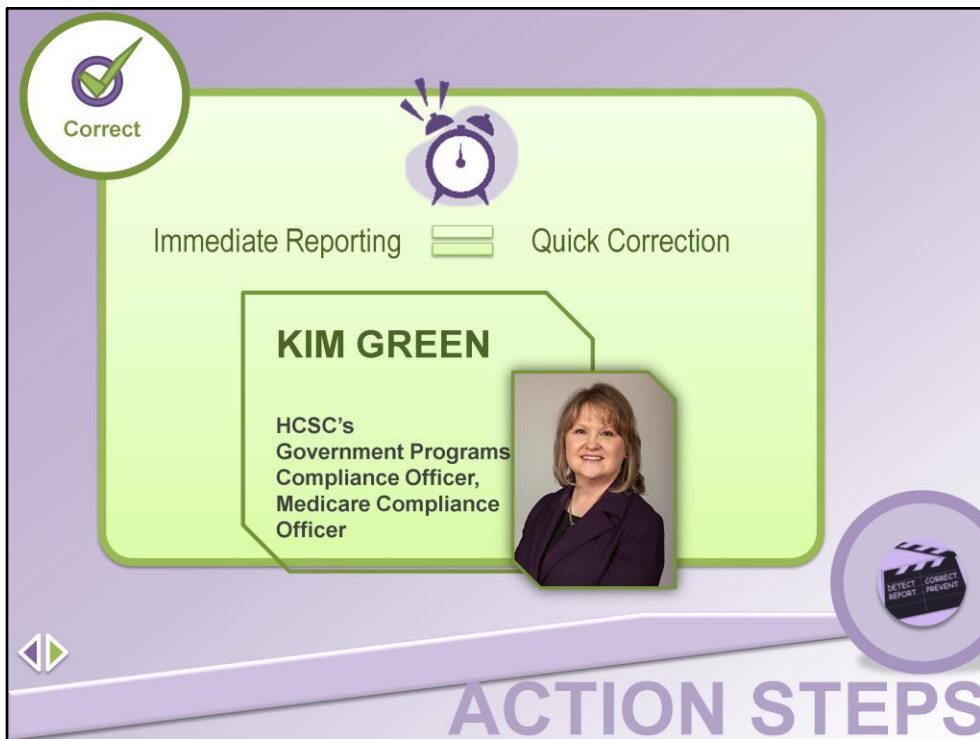 Correct
Immediate Reporting
Quick Correction
KIM GREEN
HCSC's
Government Programs
Compliance Officer,
Medicare Compliance
Officer
DETECT CORRECT
REPORT PREVENT
ACTION STEPS